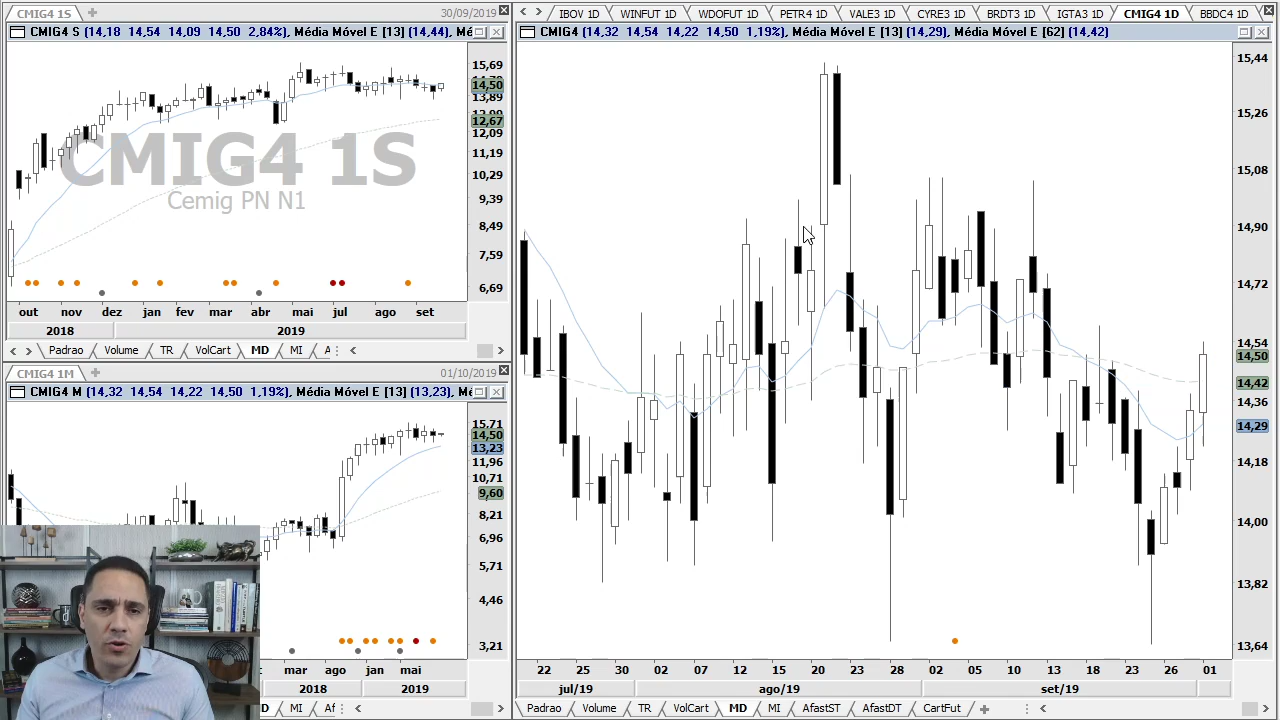 CMIG4 1S
30/09/2019
CMIG4 S (14,18 14,54 14,09 14,50 2,84%), Média Móvel E [13] (14,44), Mé
15,69
14,50
13,89
12,67
12,09
11,19
10,29
9,39
8,49
7,59
6,69
CMIG4 1S
Cemig PN N1
out nov dez jan fev mar abr mai jul ago set
2018 2019
Padrao Volume TR VolCart MD MI
CMIG4 1M
01/10/2019
CMIG4 M (14,32 14,54 14,22 14,50 1,19%), Média Móvel E [13] (13,23), Mé
15,71
14,50
13,23
11,96
10,71
9,60
8,21
6,96
5,71
4,46
3,21
mar ago jan mai
2018 2019
D MI Af
IBOV 1D WINFUT 1D WDOFUT 1D PETR4 1D VALE3 1D CYRE3 1D BRDT3 1D IGTA3 1D CMIG4 1D BBDC4 1D
CMIG4 (14,32 14,54 14,22 14,50 1,19%), Média Móvel E [13] (14,29), Média Móvel E [62] (14,42)
15,44
15,26
15,08
14,90
14,72
14,54
14,50
14,42
14,36
14,29
14,18
14,00
13,82
13,64
22 25 30 02 07 12 15 20 23 28 02 05 10 13 18 23 26 01
jul/19 ago/19 set/19
Padrao Volume TR VolCart MD MI AfastST AfastDT CartFut